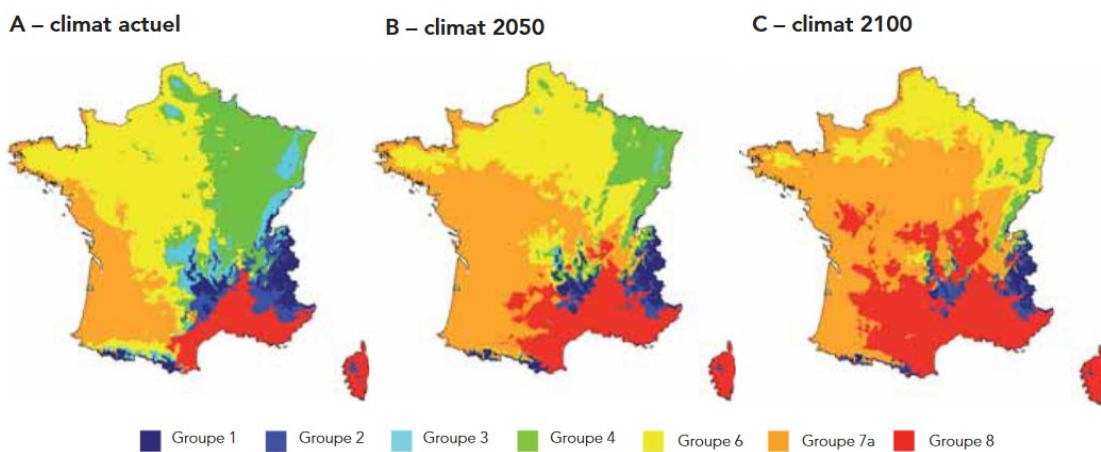 A – climat actuel
B – climat 2050
C – climat 2100
Groupe 1
Groupe 2
Groupe 3
Groupe 4
Groupe 6
Groupe 7a
Groupe 8